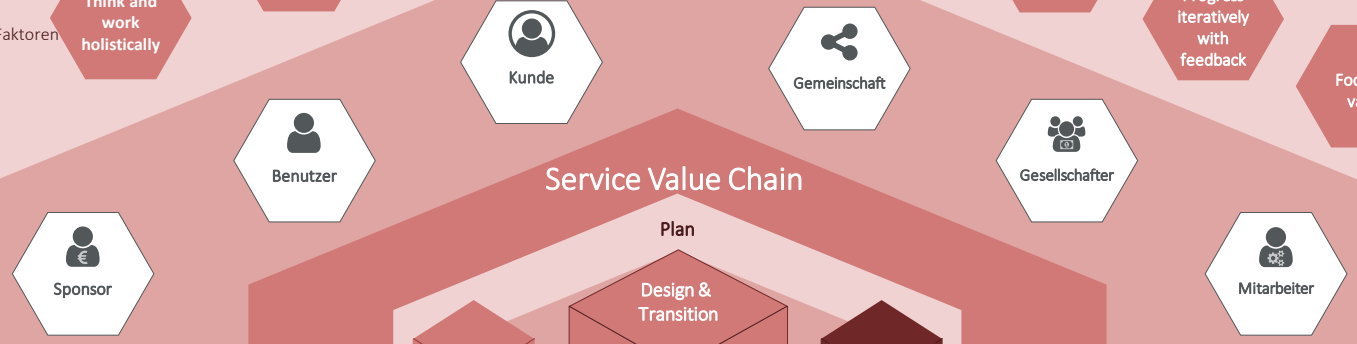 Think and
work
holistically
Faktoren
Kunde
Gemeinschaft
iteratively
with
feedback
Benutzer
Gesellschafter
Service Value Chain
Sponsor
Plan
Mitarbeiter
Design &
Transition